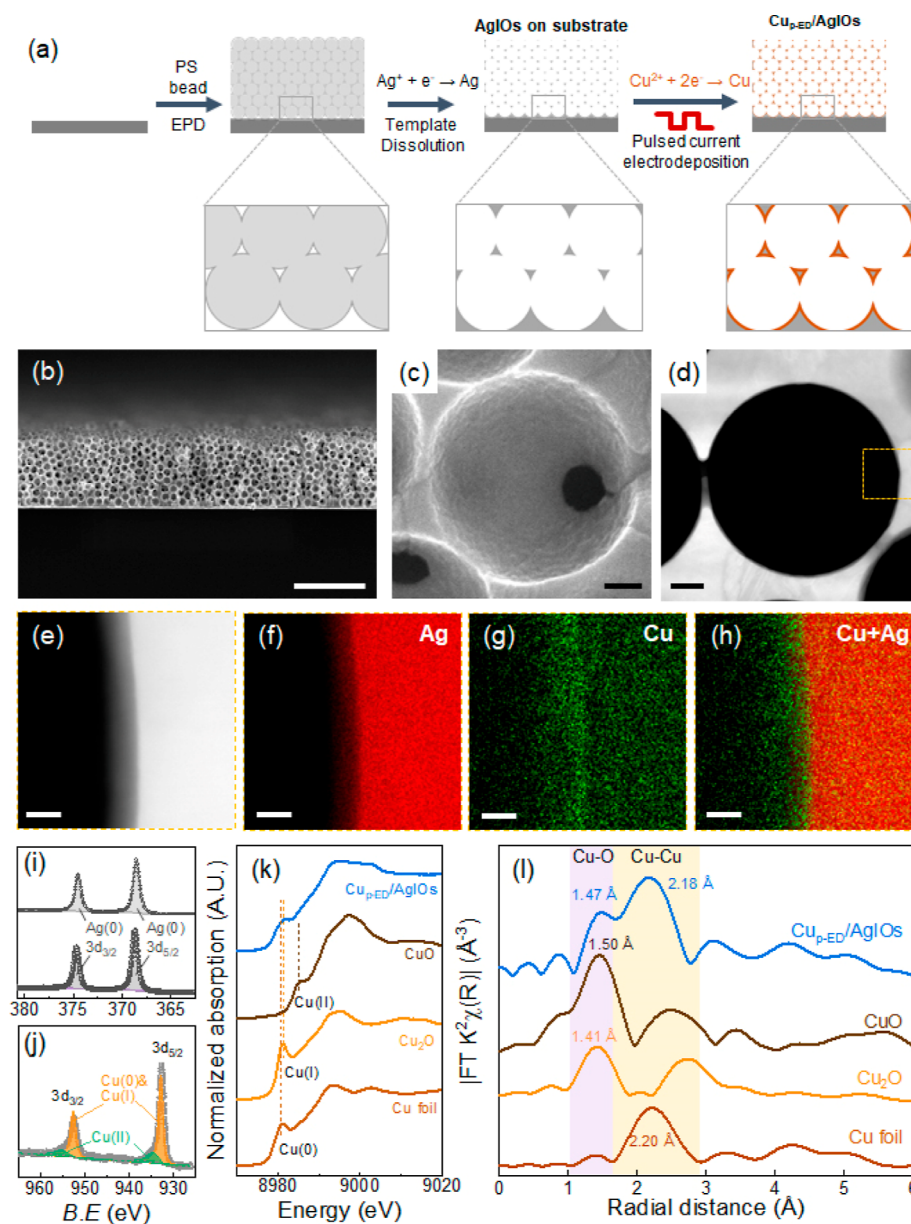 (a)
PS
bead
EPD
Ag⁺ + e⁻ → Ag
Template
Dissolution
AgIOs on substrate
Cu²⁺ + 2e⁻ → Cu
Pulsed current
electrodeposition
Cuₚ₋ED/AgIOs
(b)
(c)
(d)
(e)
(f)
Ag
(g)
Cu
(h)
Cu+Ag
(i)
Ag(0)
Ag(0)
3d3/2
3d5/2
380
375
370
365
(j)
3d5/2
Cu(0)&
Cu(I)
3d3/2
Cu(II)
960
950
940
930
B.E (eV)
Normalized absorption (A.U.)
(k)
Cuₚ₋ED/AgIOs
CuO
Cu(II)
Cu₂O
Cu(I)
Cu foil
Cu(0)
8980
9000
9020
Energy (eV)
|FT K²χ(R)| (Å⁻³)
(l)
Cu-O
Cu-Cu
1.47 Å
2.18 Å
Cuₚ₋ED/AgIOs
1.50 Å
CuO
1.41 Å
Cu₂O
Cu foil
2.20 Å
0
1
2
3
4
5
6
Radial distance (Å)